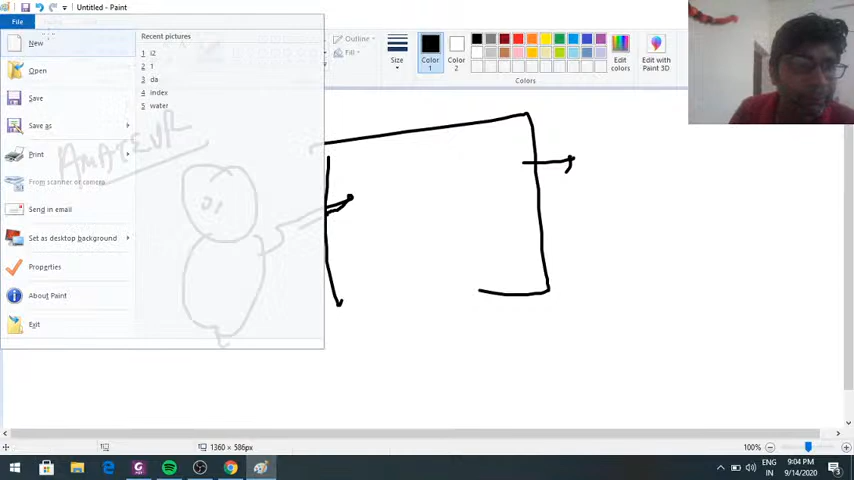 Untitled - Paint
File
New
Open
Save
Save as
Print
From scanner or camera
Send in email
Set as desktop background
Properties
About Paint
Exit
Recent pictures
1 i2
2 1
3 da
4 index
5 water
Outline
Fill
Size
Color 1
Color 2
Edit colors
Edit with Paint 3D
Colors
AMATEUR
1360 × 586px
100%
ENG
IN
9:04 PM
9/14/2020
3